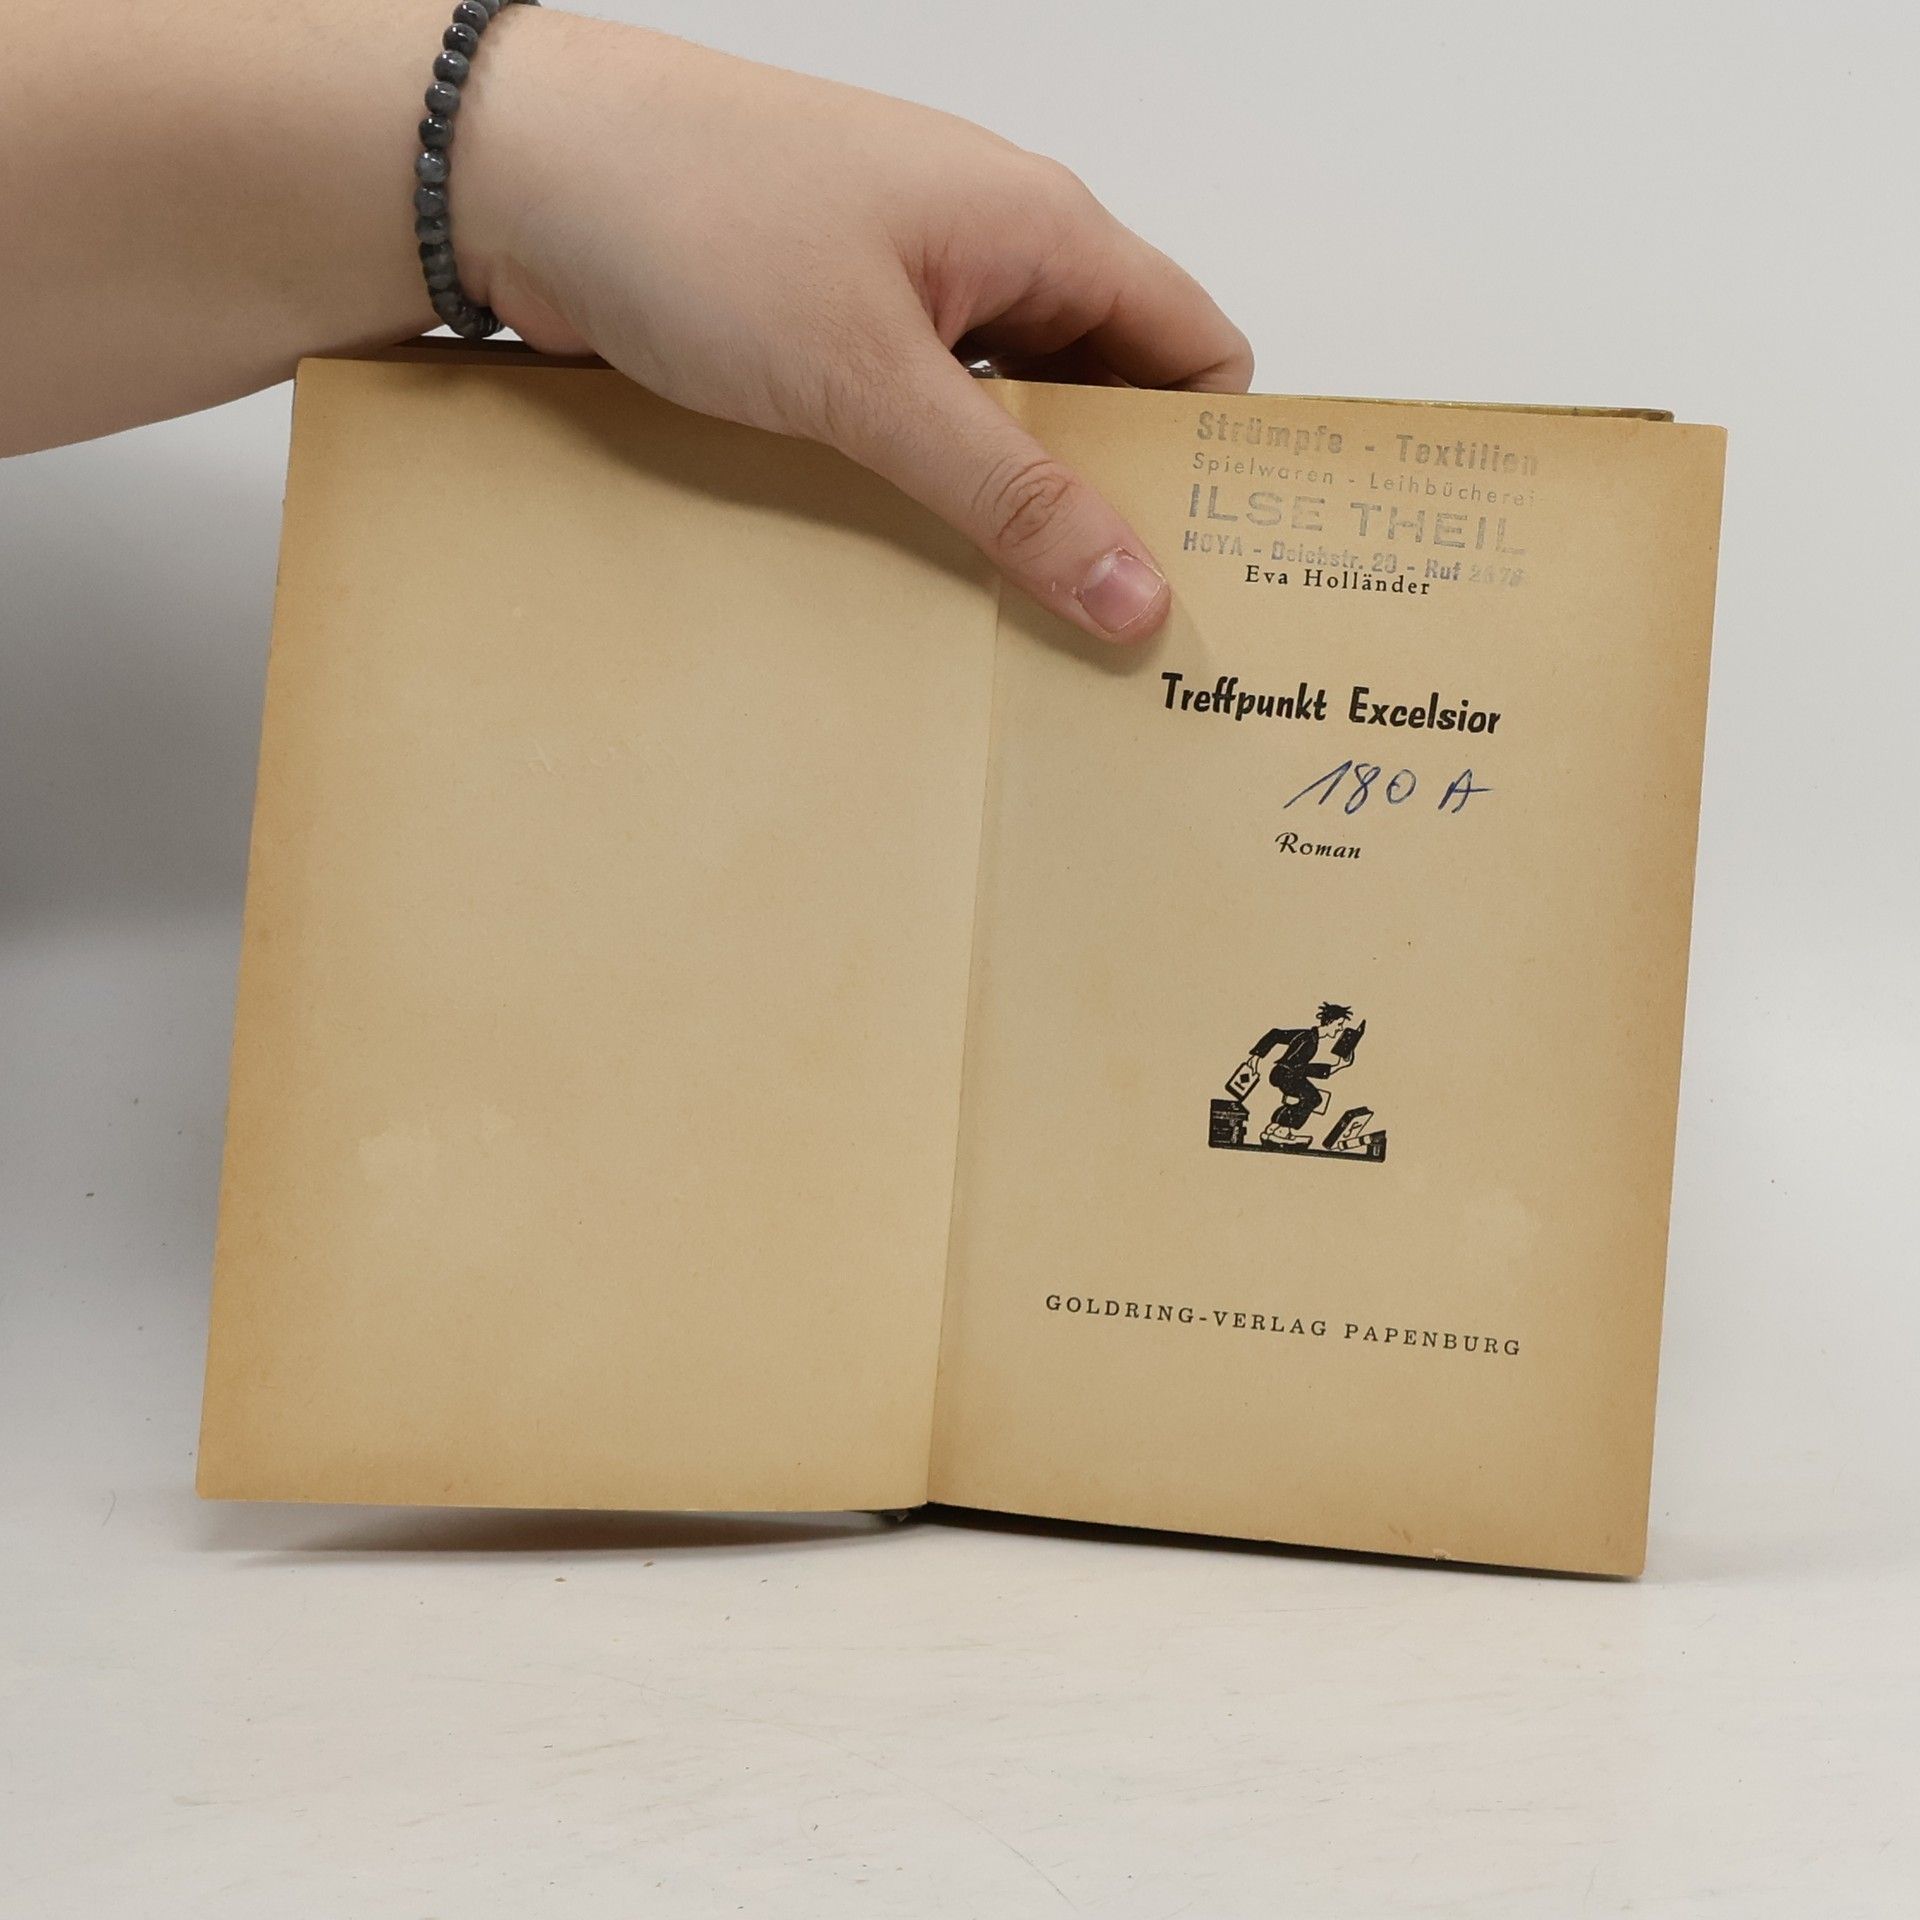 Strümpfe - Textilien
Spielwaren - Leihbücherei
ILSE THEIL
HOYA - Deichstr. 20 - Ruf
Eva Holländer
Treffpunkt Excelsior
180 A
Roman
GOLDRING-VERLAG PAPENBURG